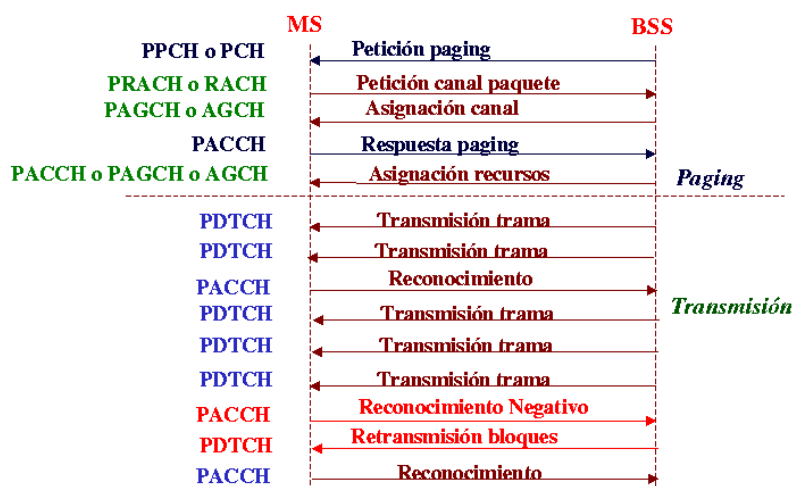 MS BSS
PPCH o PCH Petición paging
PRACH o RACH Petición canal paquete
PAGCH o AGCH Asignación canal
PACCH Respuesta paging
PACCH o PAGCH o AGCH Asignación recursos Paging
PDTCH Transmisión trama
PDTCH Transmisión trama
PACCH Reconocimiento
PDTCH Transmisión trama Transmisión
PDTCH Transmisión trama
PDTCH Transmisión trama
PACCH Reconocimiento Negativo
PDTCH Retransmisión bloques
PACCH Reconocimiento